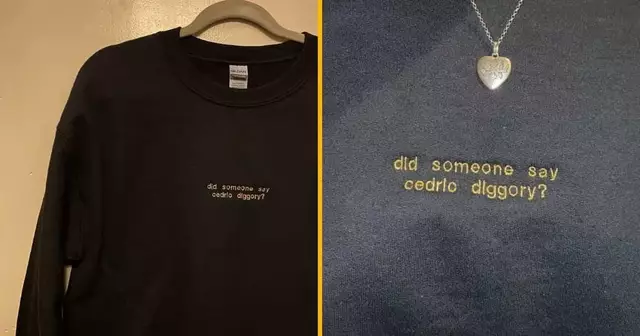 did someone say
cedric diggory?
did someone say
cedric diggory?